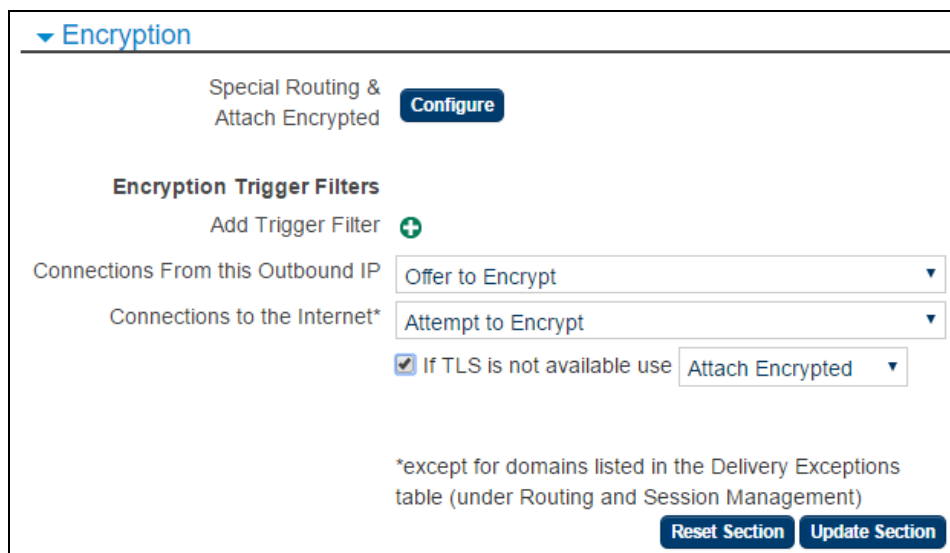 Encryption
Special Routing &
Attach Encrypted
Configure
Encryption Trigger Filters
Add Trigger Filter
Connections From this Outbound IP
Offer to Encrypt
Connections to the Internet*
Attempt to Encrypt
If TLS is not available use
Attach Encrypted
*except for domains listed in the Delivery Exceptions
table (under Routing and Session Management)
Reset Section
Update Section